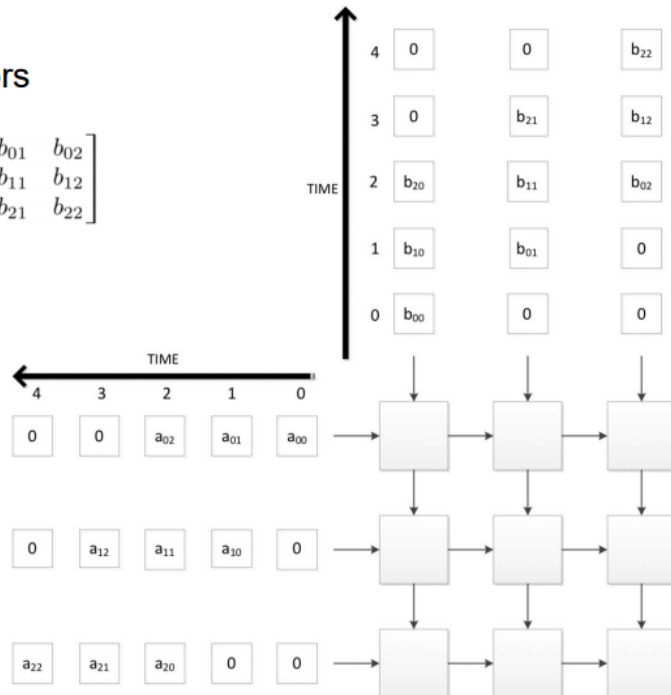 4 0 0 b₂₂
rs
3 0 b₂₁ b₁₂
b₀₁ b₀₂
b₁₁ b₁₂
b₂₁ b₂₂
TIME 2 b₂₀ b₁₁ b₀₂
1 b₁₀ b₀₁ 0
0 b₀₀ 0 0
TIME
4 3 2 1 0
0 0 a₀₂ a₀₁ a₀₀
0 a₁₂ a₁₁ a₁₀ 0
a₂₂ a₂₁ a₂₀ 0 0